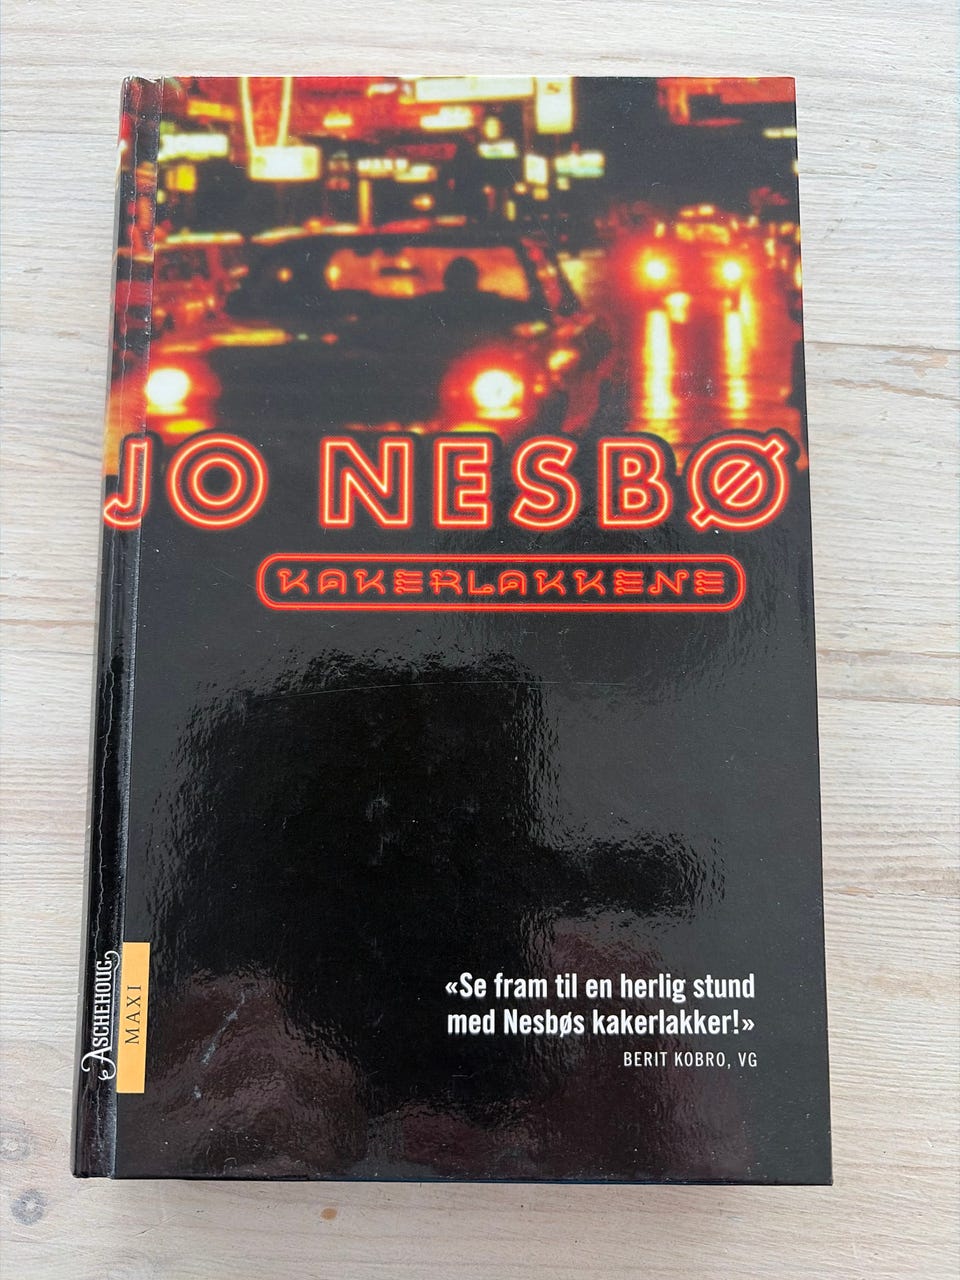 JO NESBØ
KAKERLAKKENE
«Se fram til en herlig stund
med Nesbøs kakerlakker!»
BERIT KOBRO, VG
ASCHEHOUG
MAXI